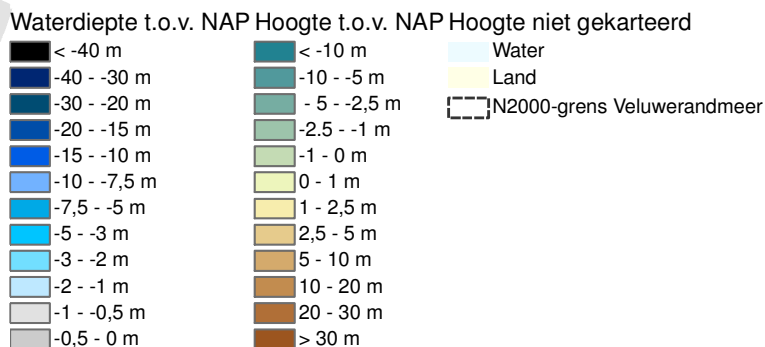 Waterdiepte t.o.v. NAP Hoogte t.o.v. NAP Hoogte niet gekarteerd
< -40 m < -10 m Water
-40 - -30 m -10 - -5 m Land
-30 - -20 m - 5 - -2,5 m N2000-grens Veluwerandmeer
-20 - -15 m -2.5 - -1 m
-15 - -10 m -1 - 0 m
-10 - -7,5 m 0 - 1 m
-7,5 - -5 m 1 - 2,5 m
-5 - -3 m 2,5 - 5 m
-3 - -2 m 5 - 10 m
-2 - -1 m 10 - 20 m
-1 - -0,5 m 20 - 30 m
-0,5 - 0 m > 30 m